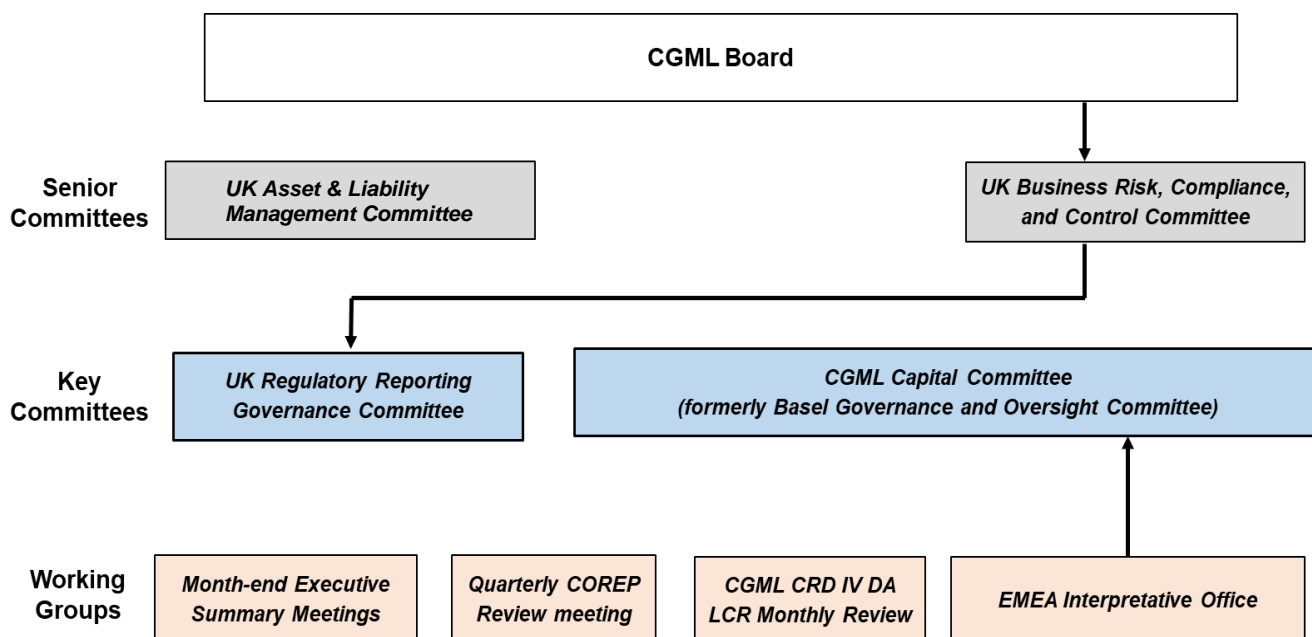 CGML Board
Senior
Committees
UK Asset & Liability
Management Committee
UK Business Risk, Compliance,
and Control Committee
Key
Committees
UK Regulatory Reporting
Governance Committee
CGML Capital Committee
(formerly Basel Governance and Oversight Committee)
Working
Groups
Month-end Executive
Summary Meetings
Quarterly COREP
Review meeting
CGML CRD IV DA
LCR Monthly Review
EMEA Interpretative Office